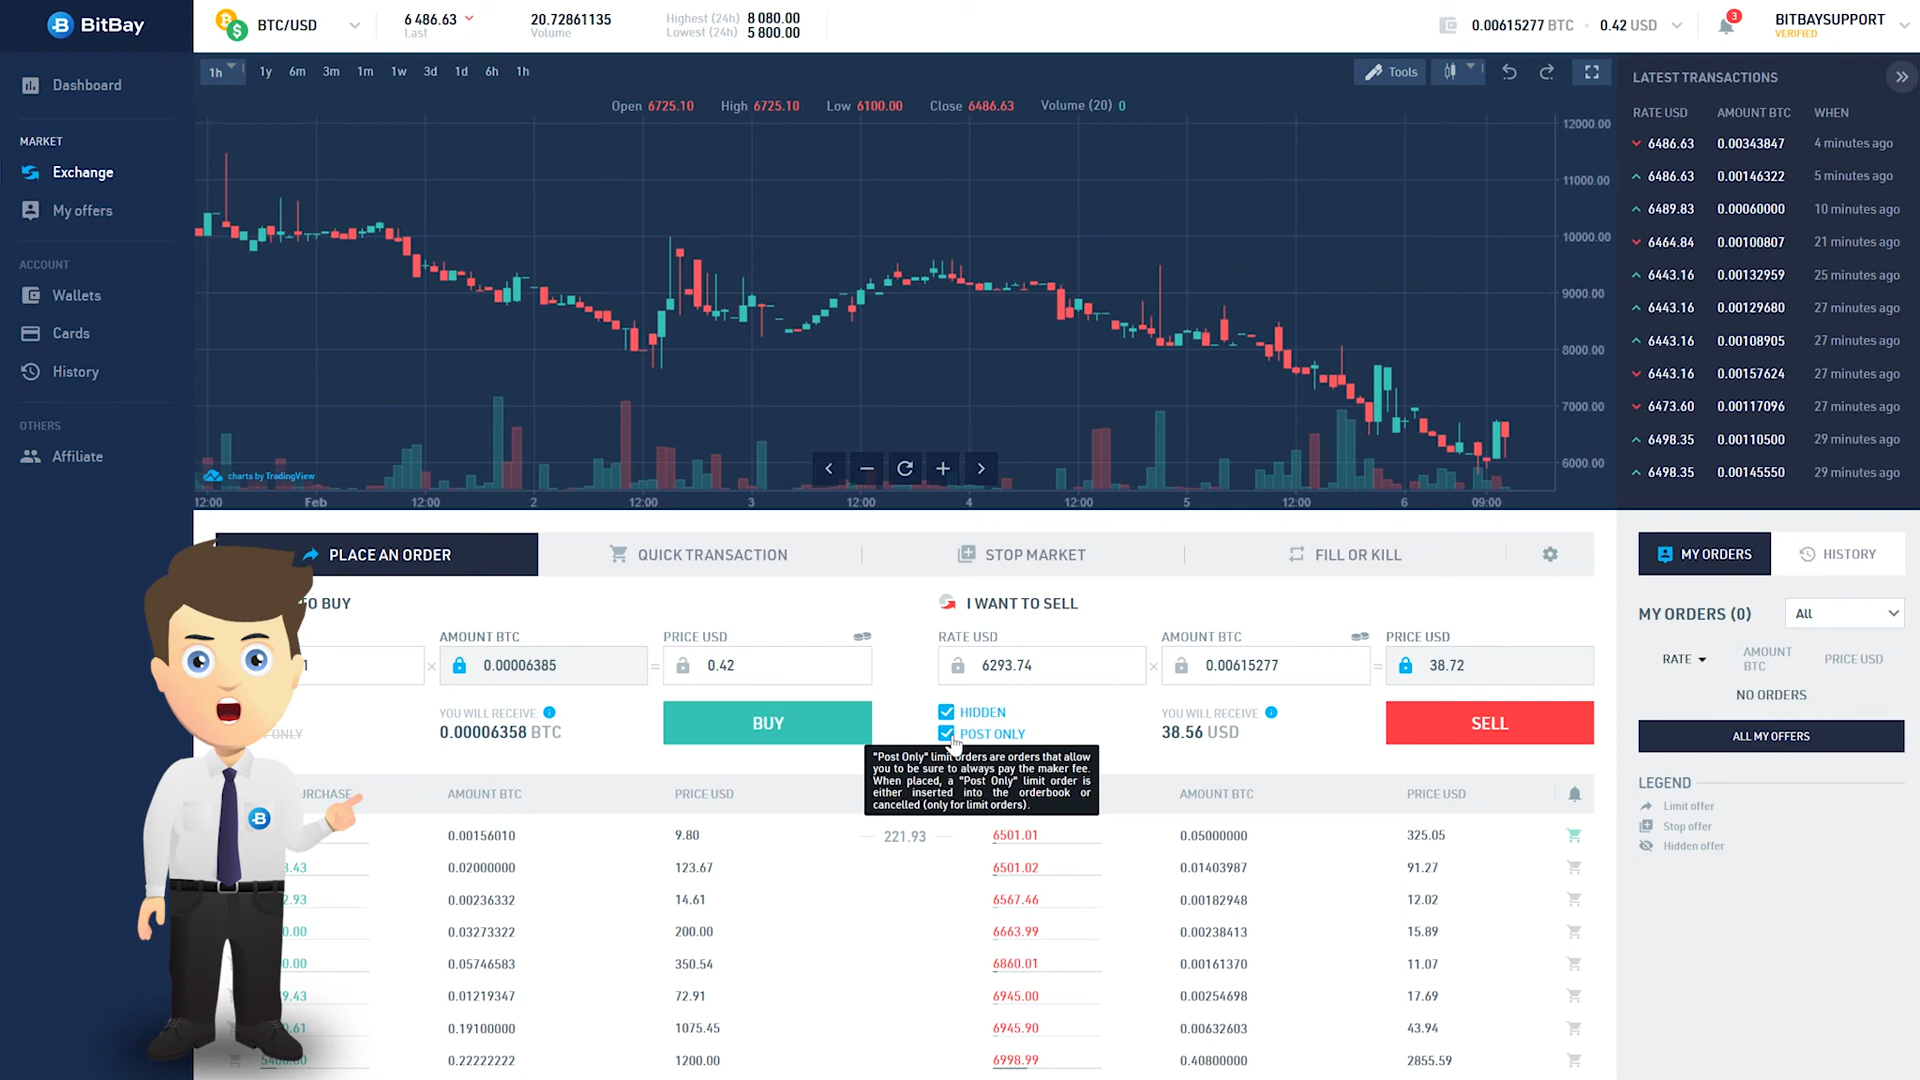 BitBay
BTC/USD
6 486.63
Last
20.72861135
Volume
Highest (24h) 8 080.00
Lowest (24h) 5 800.00
0.00615277 BTC
0.42 USD
3
BITBAYSUPPORT
VERIFIED
Dashboard
MARKET
Exchange
My offers
ACCOUNT
Wallets
Cards
History
OTHERS
Affiliate
1h 1y 6m 3m 1m 1w 3d 1d 6h 1h
Tools
Open 6725.10 High 6725.10 Low 6100.00 Close 6486.63 Volume (20) 0
12000.00
11000.00
10000.00
9000.00
8000.00
7000.00
6000.00
charts by TradingView
12:00 Feb 12:00 2 12:00 3 12:00 4 12:00 5 12:00 6 09:00
LATEST TRANSACTIONS
RATE USD AMOUNT BTC WHEN
6486.63 0.00343847 4 minutes ago
6486.63 0.00146322 5 minutes ago
6489.83 0.00060000 10 minutes ago
6464.84 0.00100807 21 minutes ago
6443.16 0.00132959 25 minutes ago
6443.16 0.00129680 27 minutes ago
6443.16 0.00108905 27 minutes ago
6443.16 0.00157624 27 minutes ago
6473.60 0.00117096 27 minutes ago
6498.35 0.00110500 29 minutes ago
6498.35 0.00145550 29 minutes ago
PLACE AN ORDER
QUICK TRANSACTION
STOP MARKET
FILL OR KILL
TO BUY
AMOUNT BTC
PRICE USD
1
× 0.00006385
= 0.42
YOU WILL RECEIVE:
0.00006358 BTC
BUY
ONLY
I WANT TO SELL
RATE USD
AMOUNT BTC
PRICE USD
6293.74
× 0.00615277
= 38.72
HIDDEN
POST ONLY
YOU WILL RECEIVE:
38.56 USD
SELL
"Post Only" limit orders are orders that allow
you to be sure to always pay the maker fee.
When placed, a "Post Only" limit order is
either inserted into the orderbook or
cancelled (only for limit orders).
URCHASE AMOUNT BTC PRICE USD
0.00156010 9.80
3.43 0.02000000 123.67
2.93 0.00236332 14.61
0.00 0.03273322 200.00
0.00 0.05746583 350.54
9.43 0.01219347 72.91
0.61 0.19100000 1075.45
5400.00 0.22222222 1200.00
221.93
AMOUNT BTC PRICE USD
6501.01 0.05000000 325.05
6501.02 0.01403987 91.27
6567.46 0.00182948 12.02
6663.99 0.00238413 15.89
6860.01 0.00161370 11.07
6945.00 0.00254698 17.69
6945.90 0.00632603 43.94
6998.99 0.40800000 2855.59
MY ORDERS
HISTORY
MY ORDERS (0)
All
RATE
AMOUNT
BTC
PRICE USD
NO ORDERS
ALL MY OFFERS
LEGEND
Limit offer
Stop offer
Hidden offer